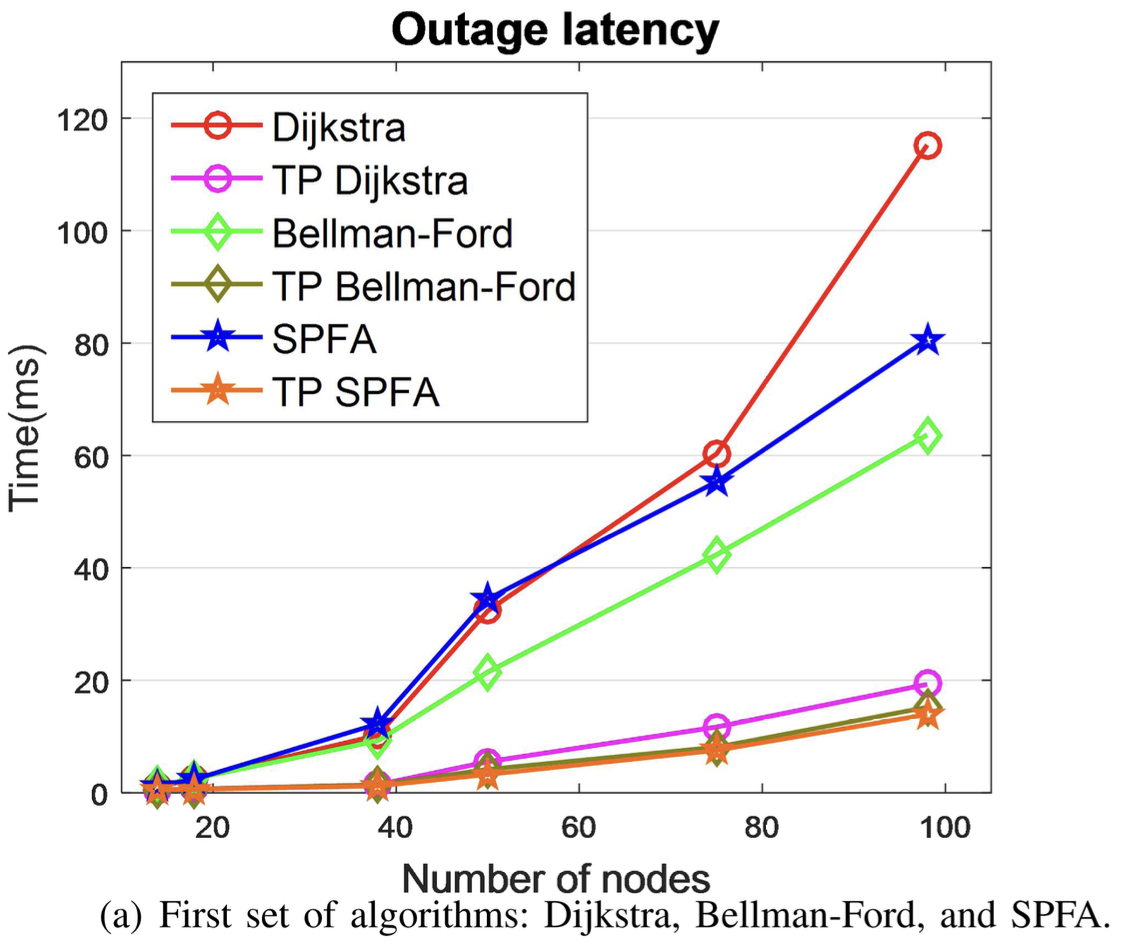 Outage latency
Dijkstra
TP Dijkstra
Bellman-Ford
TP Bellman-Ford
SPFA
TP SPFA
120
100
80
60
40
20
0
Time(ms)
20 40 60 80 100
Number of nodes
(a) First set of algorithms: Dijkstra, Bellman-Ford, and SPFA.